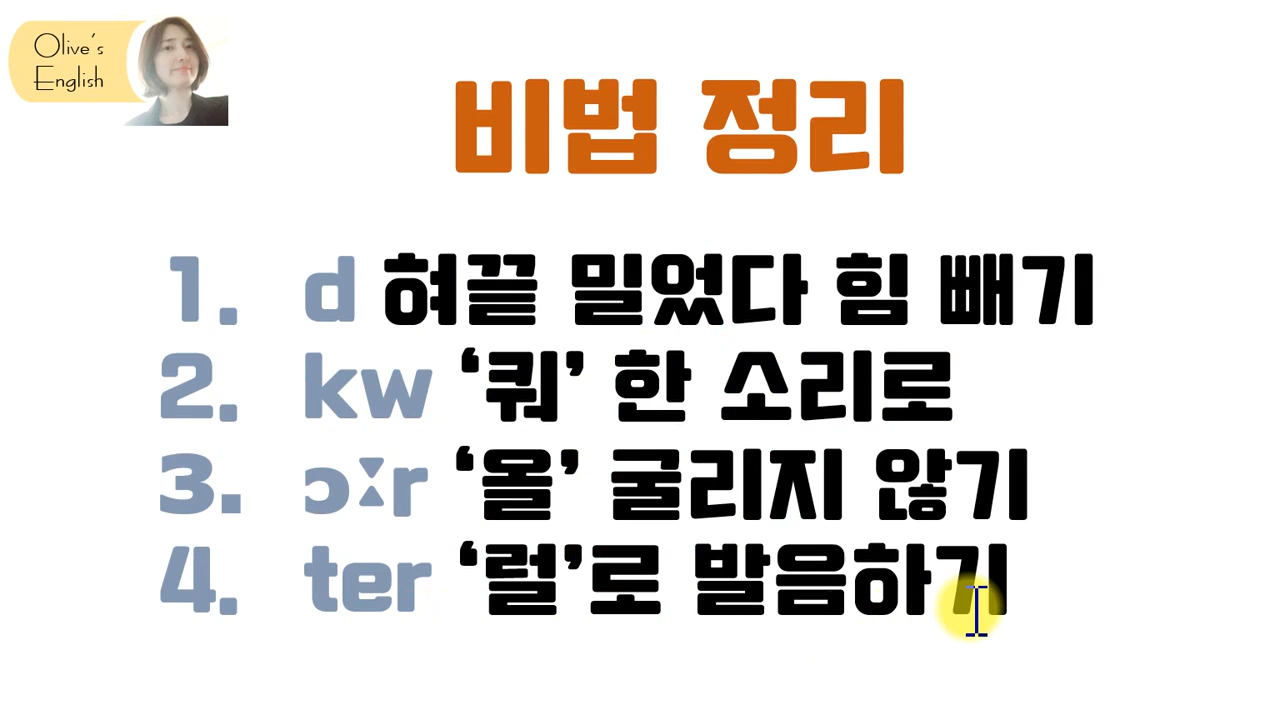 Olive's
English
비법 정리
1. d 혀끝 밀었다 힘 빼기
2. kw ‘쿼’ 한 소리로
3. ɔːr ‘올’ 굴리지 않기
4. ter ‘럴’로 발음하기